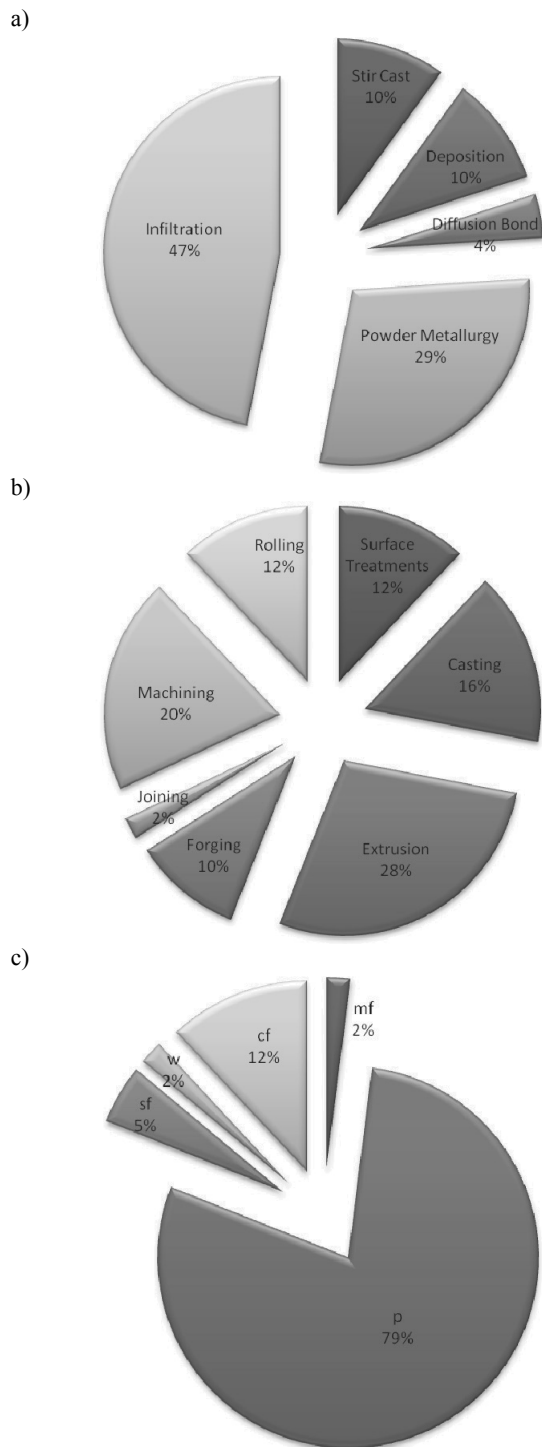 a)
Stir Cast
10%
Deposition
10%
Diffusion Bond
4%
Infiltration
47%
Powder Metallurgy
29%
b)
Rolling
12%
Surface
Treatments
12%
Casting
16%
Machining
20%
Joining
2%
Forging
10%
Extrusion
28%
c)
mf
2%
cf
12%
w
2%
sf
5%
p
79%